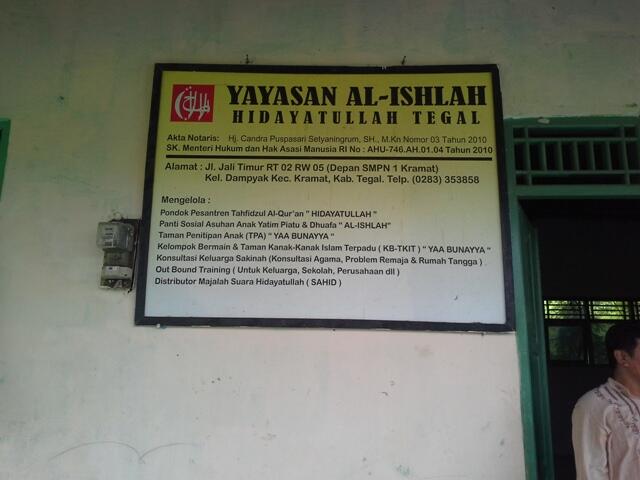 YAYASAN AL-ISHLAH
HIDAYATULLAH TEGAL
Akta Notaris: Hj. Candra Puspasari Setyaningrum, SH., M.Kn Nomor 03 Tahun 2010
SK. Menteri Hukum dan Hak Asasi Manusia RI No : AHU-746.AH.01.04 Tahun 2010
Alamat : Jl. Jali Timur RT 02 RW 05 (Depan SMPN 1 Kramat)
Kel. Dampyak Kec. Kramat, Kab. Tegal. Telp. (0283) 353858
Mengelola :
Pondok Pesantren Tahfidzul Al-Qur'an " HIDAYATULLAH "
Panti Sosial Asuhan Anak Yatim Piatu & Dhuafa " AL-ISHLAH"
Taman Penitipan Anak (TPA) " YAA BUNAYYA "
Kelompok Bermain & Taman Kanak-Kanak Islam Terpadu ( KB-TKIT ) " YAA BUNAYYA "
Konsultasi Keluarga Sakinah (Konsultasi Agama, Problem Remaja & Rumah Tangga )
Out Bound Training ( Untuk Keluarga, Sekolah, Perusahaan dll )
Distributor Majalah Suara Hidayatullah ( SAHID )